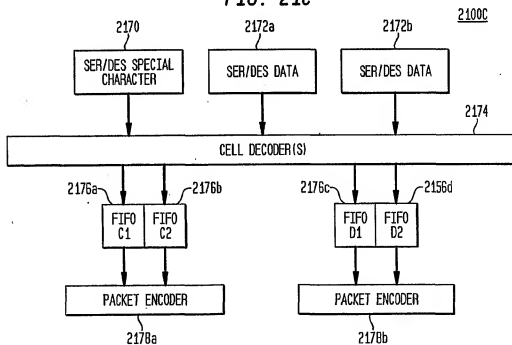 FIG. 21C
2100C
2170
2172a
2172b
SER/DES SPECIAL
CHARACTER
SER/DES DATA
SER/DES DATA
2174
CELL DECODER(S)
2176a
2176b
2176c
2156d
FIFO
C1
FIFO
C2
FIFO
D1
FIFO
D2
PACKET ENCODER
PACKET ENCODER
2178a
2178b